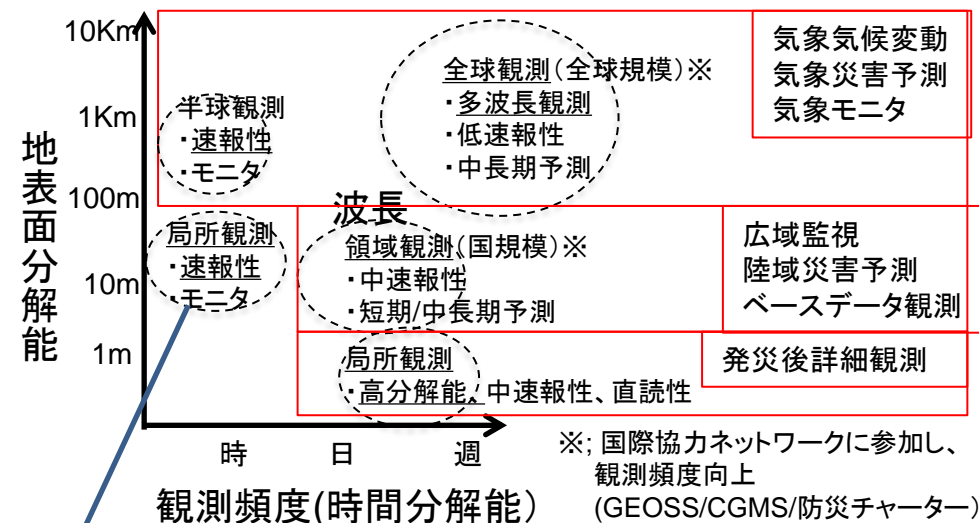 10Km
1Km
100m
10m
1m
地表面分解能
半球観測
・速報性
・モニタ
全球観測(全球規模)※
・多波長観測
・低速報性
・中長期予測
気象気候変動
気象災害予測
気象モニタ
波長
局所観測
・速報性
・モニタ
領域観測(国規模)※
・中速報性
・短期/中長期予測
広域監視
陸域災害予測
ベースデータ観測
局所観測
・高分解能、中速報性、直読性
発災後詳細観測
時 日 週
観測頻度(時間分解能)
※; 国際協力ネットワークに参加し、
観測頻度向上
(GEOSS/CGMS/防災チャーター)